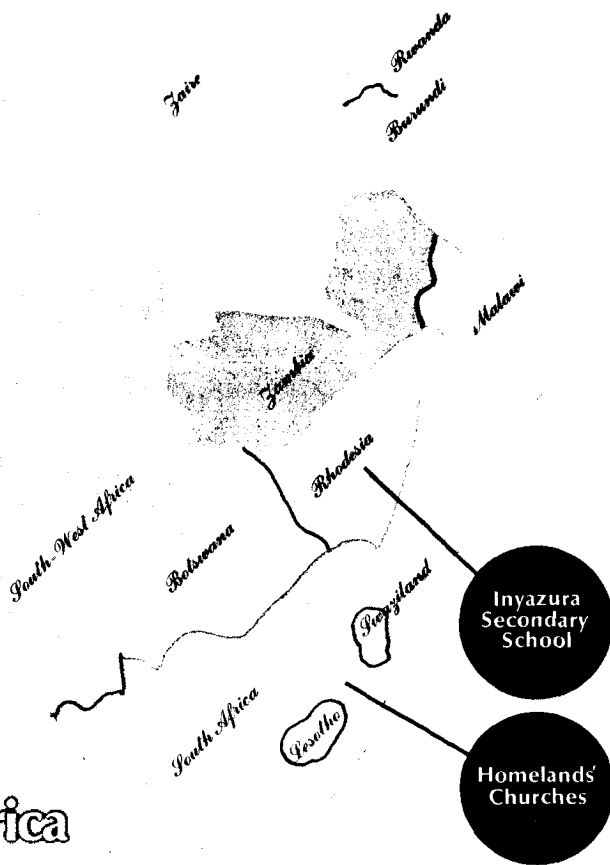 Rwanda
Zaire
Burundi
Malawi
Zambia
Rhodesia
South-West Africa
Botswana
Swaziland
Inyazura
Secondary
School
South Africa
Lesotho
Homelands'
Churches
rica